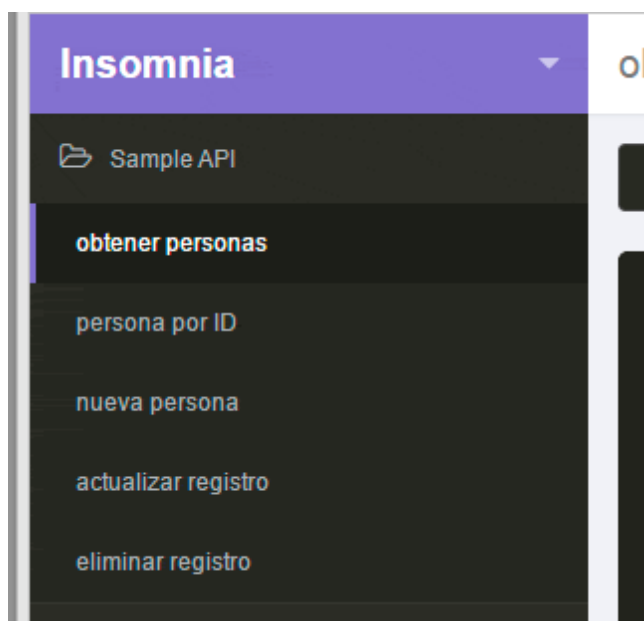 Insomnia
Sample API
obtener personas
persona por ID
nueva persona
actualizar registro
eliminar registro